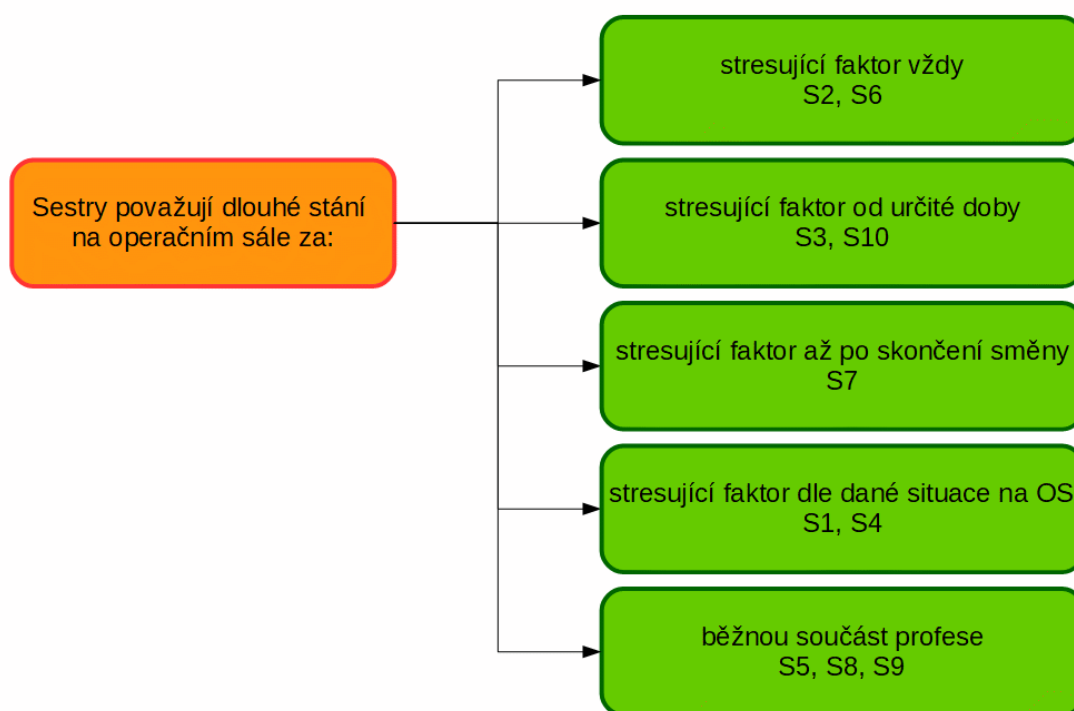 Sestry považují dlouhé stání
na operačním sále za:
stresující faktor vždy
S2, S6
stresující faktor od určité doby
S3, S10
stresující faktor až po skončení směny
S7
stresující faktor dle dané situace na OS
S1, S4
běžnou součást profese
S5, S8, S9